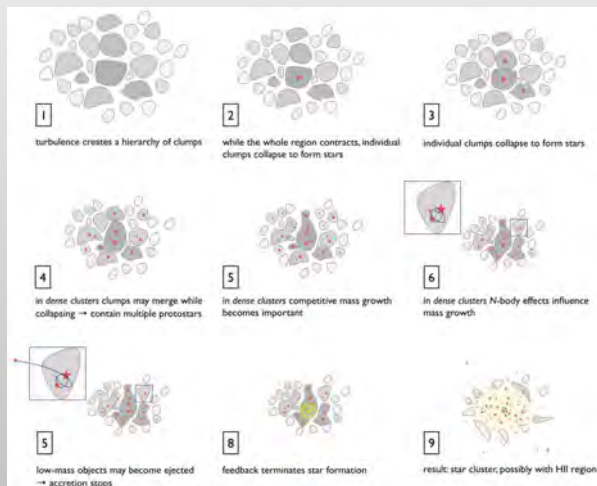 1
turbulence creates a hierarchy of clumps
2
while the whole region contracts, individual
clumps collapse to form stars
3
individual clumps collapse to form stars
4
in dense clusters clumps may merge while
collapsing → contain multiple protostars
5
in dense clusters competitive mass growth
becomes important
6
in dense clusters N-body effects influence
mass growth
5
low-mass objects may become ejected
→ accretion stops
8
feedback terminates star formation
9
result: star cluster, possibly with HII region